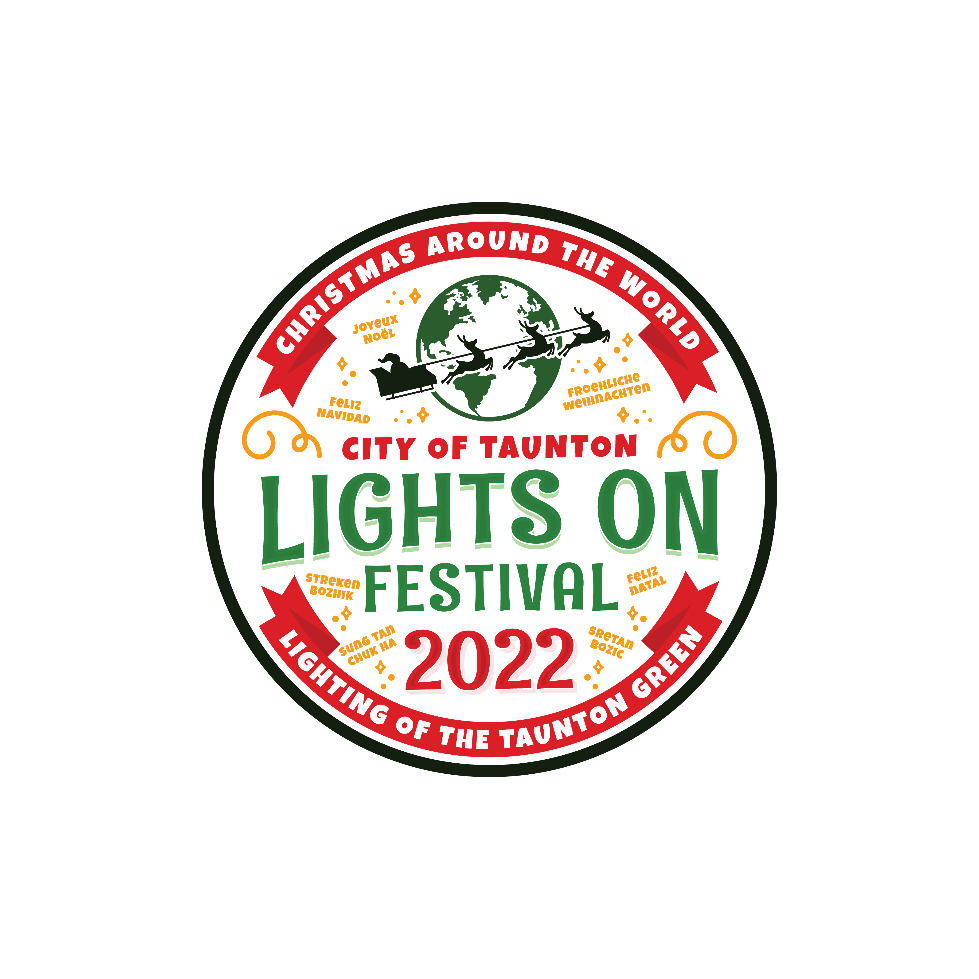 CHRISTMAS AROUND THE WORLD
JOYEUX
NOËL
FELIZ
NAVIDAD
FROEHLICHE
WEIHNACHTEN
CITY OF TAUNTON
LIGHTS ON
FESTIVAL
2022
STREKEN
BOZHIK
FELIZ
NATAL
SUNG TAN
CHUK HA
SRETAN
BOZIC
LIGHTING OF THE TAUNTON GREEN